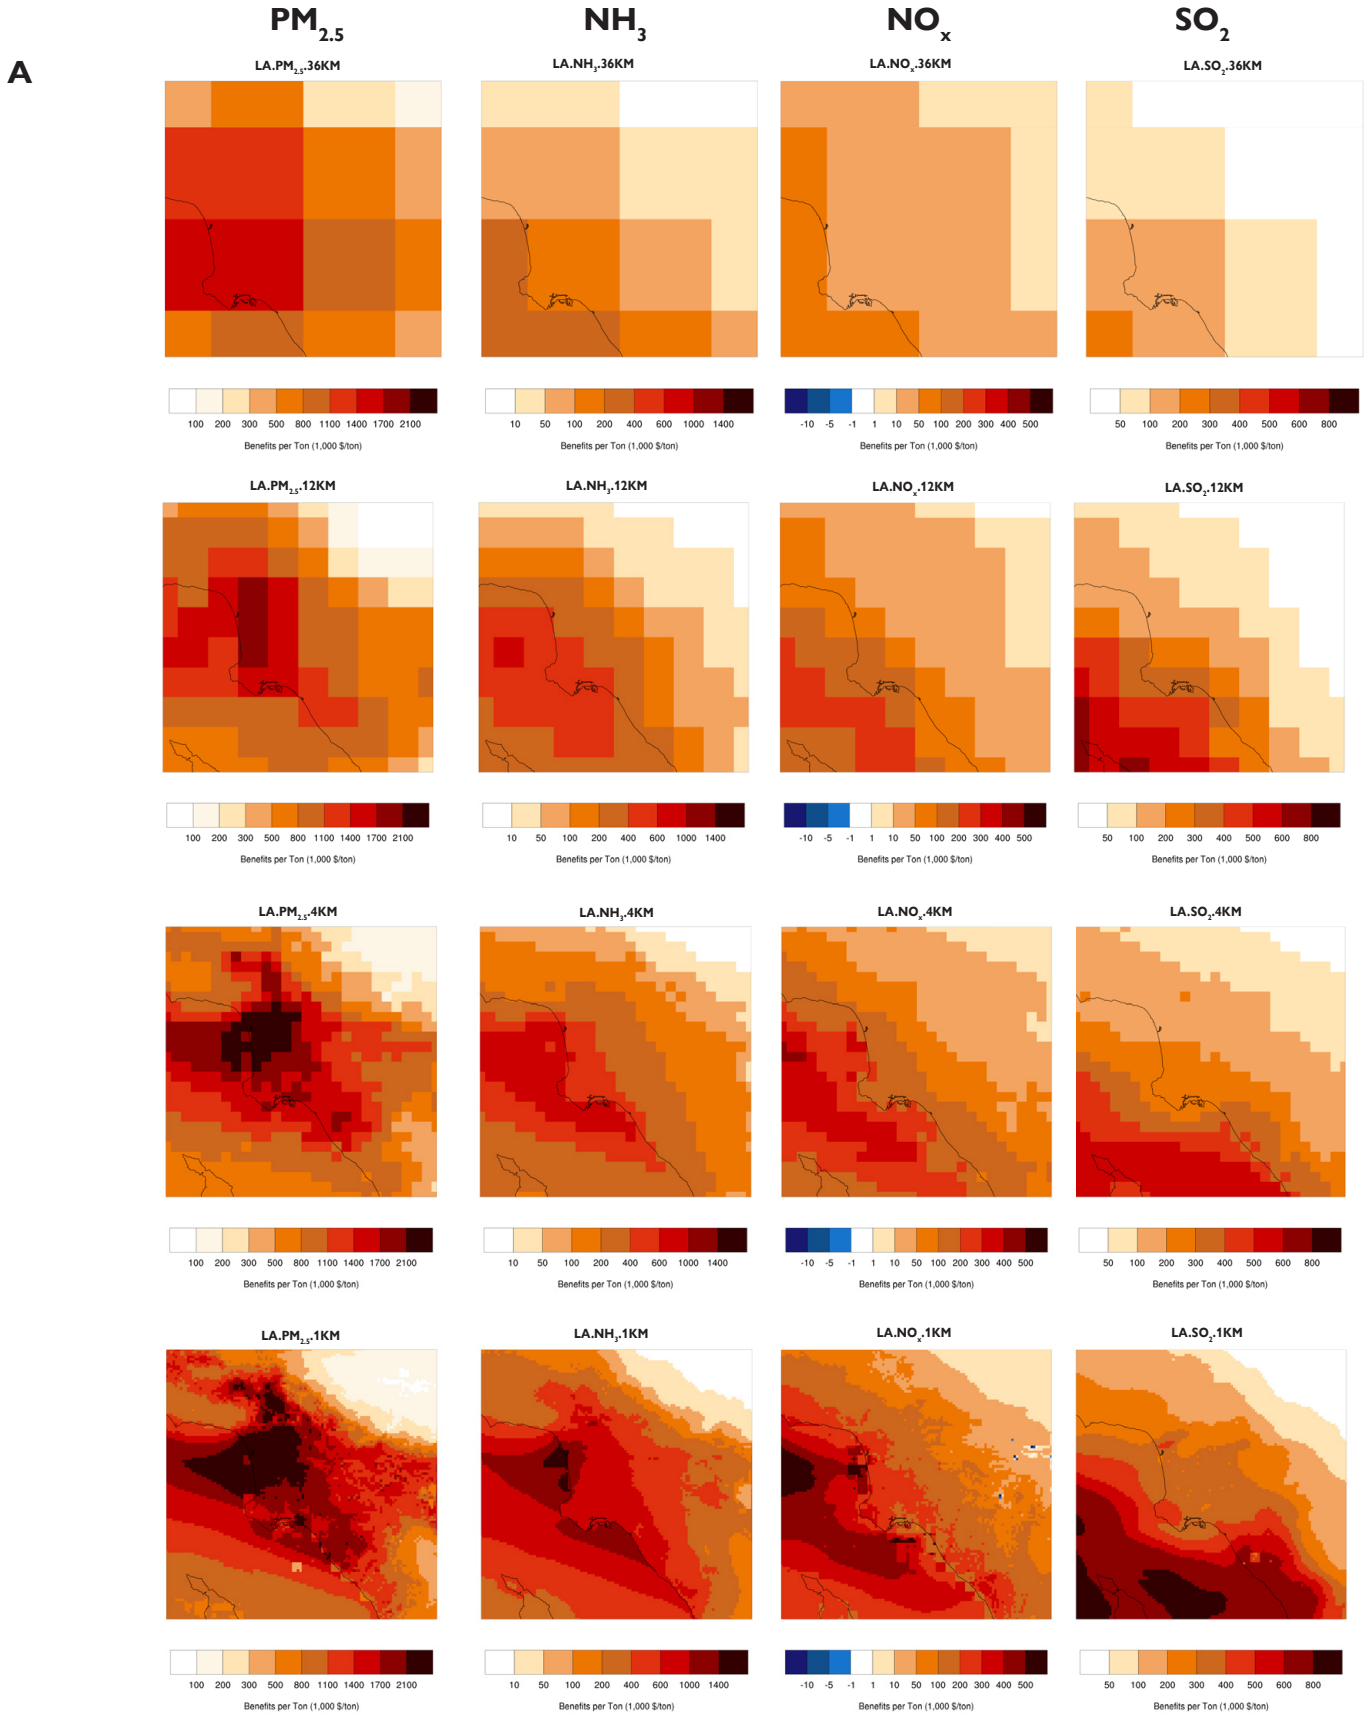 PM2.5 NH3 NOx SO2
A
LA.PM2.5.36KM LA.NH3.36KM LA.NOx.36KM LA.SO2.36KM
100 200 300 500 800 1100 1400 1700 2100 10 50 100 200 400 600 1000 1400 -10 -5 -1 1 10 50 100 200 300 400 500 50 100 200 300 400 500 600 800
Benefits per Ton (1,000 $/ton) Benefits per Ton (1,000 $/ton) Benefits per Ton (1,000 $/ton) Benefits per Ton (1,000 $/ton)
LA.PM2.5.12KM LA.NH3.12KM LA.NOx.12KM LA.SO2.12KM
100 200 300 500 800 1100 1400 1700 2100 10 50 100 200 400 600 1000 1400 -10 -5 -1 1 10 50 100 200 300 400 500 50 100 200 300 400 500 600 800
Benefits per Ton (1,000 $/ton) Benefits per Ton (1,000 $/ton) Benefits per Ton (1,000 $/ton) Benefits per Ton (1,000 $/ton)
LA.PM2.5.4KM LA.NH3.4KM LA.NOx.4KM LA.SO2.4KM
100 200 300 500 800 1100 1400 1700 2100 10 50 100 200 400 600 1000 1400 -10 -5 -1 1 10 50 100 200 300 400 500 50 100 200 300 400 500 600 800
Benefits per Ton (1,000 $/ton) Benefits per Ton (1,000 $/ton) Benefits per Ton (1,000 $/ton) Benefits per Ton (1,000 $/ton)
LA.PM2.5.1KM LA.NH3.1KM LA.NOx.1KM LA.SO2.1KM
100 200 300 500 800 1100 1400 1700 2100 10 50 100 200 400 600 1000 1400 -10 -5 -1 1 10 50 100 200 300 400 500 50 100 200 300 400 500 600 800
Benefits per Ton (1,000 $/ton) Benefits per Ton (1,000 $/ton) Benefits per Ton (1,000 $/ton) Benefits per Ton (1,000 $/ton)